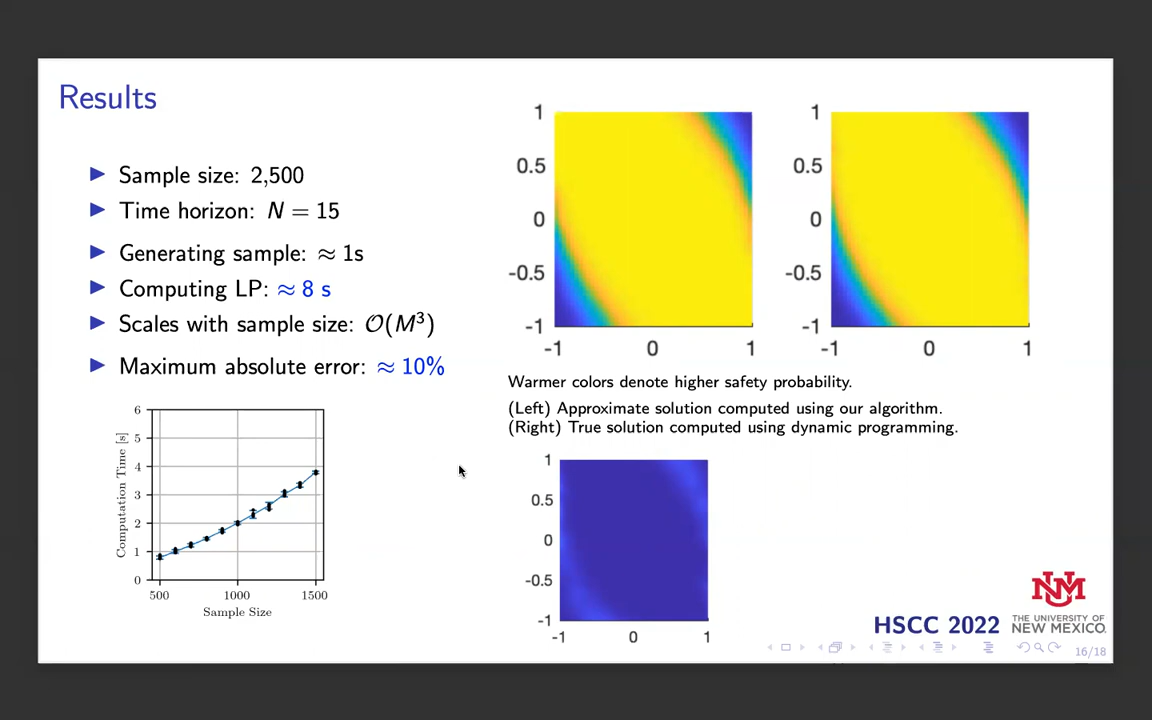 Results
▶ Sample size: 2,500
▶ Time horizon: N = 15
▶ Generating sample: ≈ 1s
▶ Computing LP: ≈ 8 s
▶ Scales with sample size: 𝒪(M³)
▶ Maximum absolute error: ≈ 10%
6
5
4
3
2
1
0
Computation Time [s]
500 1000 1500
Sample Size
1
0.5
0
-0.5
-1
-1 0 1
1
0.5
0
-0.5
-1
-1 0 1
Warmer colors denote higher safety probability.
(Left) Approximate solution computed using our algorithm.
(Right) True solution computed using dynamic programming.
1
0.5
0
-0.5
-1
-1 0 1
HSCC 2022
UNM
THE UNIVERSITY OF
NEW MEXICO.
16/18